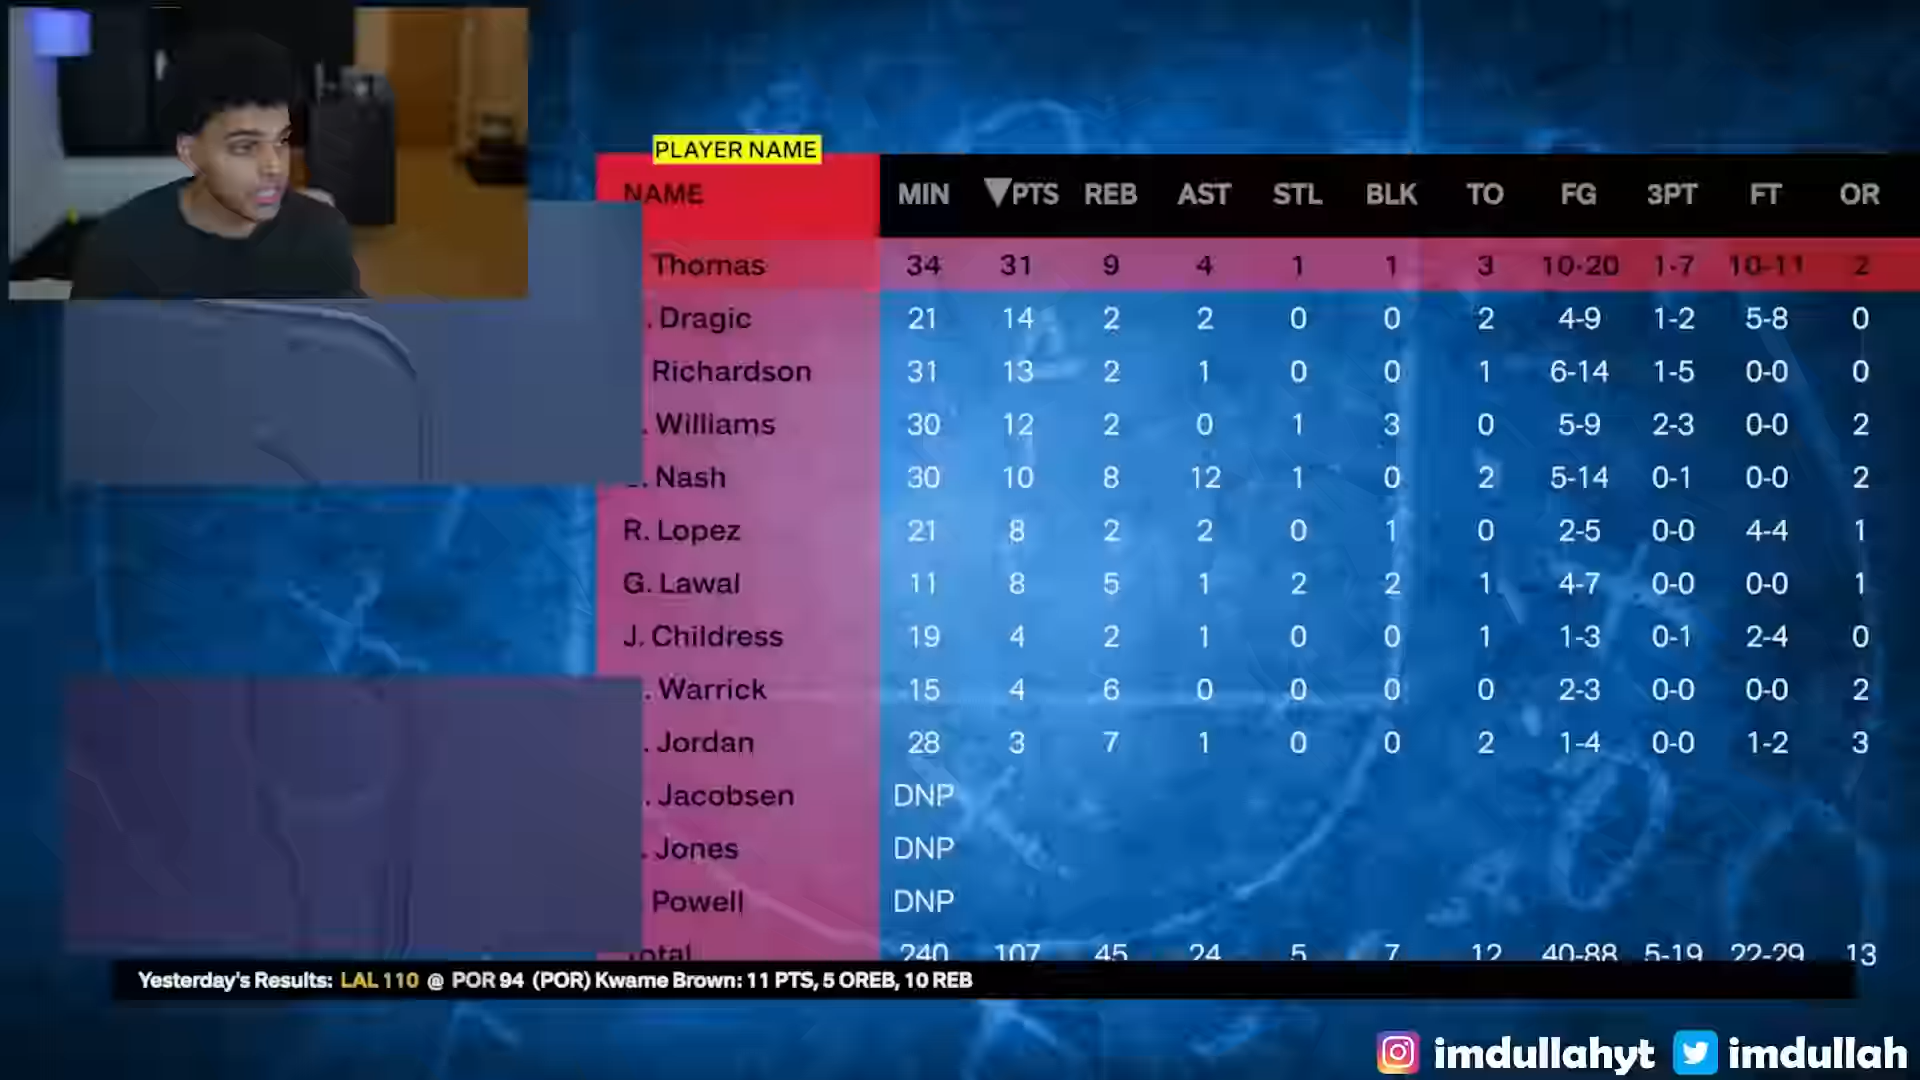 PLAYER NAME
NAME MIN ▼PTS REB AST STL BLK TO FG 3PT FT OR
Thomas 34 31 9 4 1 1 3 10-20 1-7 10-11 2
. Dragic 21 14 2 2 0 0 2 4-9 1-2 5-8 0
Richardson 31 13 2 1 0 0 1 6-14 1-5 0-0 0
. Williams 30 12 2 0 1 3 0 5-9 2-3 0-0 2
. Nash 30 10 8 12 1 0 2 5-14 0-1 0-0 2
R. Lopez 21 8 2 2 0 1 0 2-5 0-0 4-4 1
G. Lawal 11 8 5 1 2 2 1 4-7 0-0 0-0 1
J. Childress 19 4 2 1 0 0 1 1-3 0-1 2-4 0
. Warrick 15 4 6 0 0 0 0 2-3 0-0 0-0 2
. Jordan 28 3 7 1 0 0 2 1-4 0-0 1-2 3
. Jacobsen DNP
. Jones DNP
Powell DNP
Total 240 107 45 24 5 7 12 40-88 5-19 22-29 13
Yesterday's Results: LAL 110 @ POR 94 (POR) Kwame Brown: 11 PTS, 5 OREB, 10 REB
imdullahyt imdullah